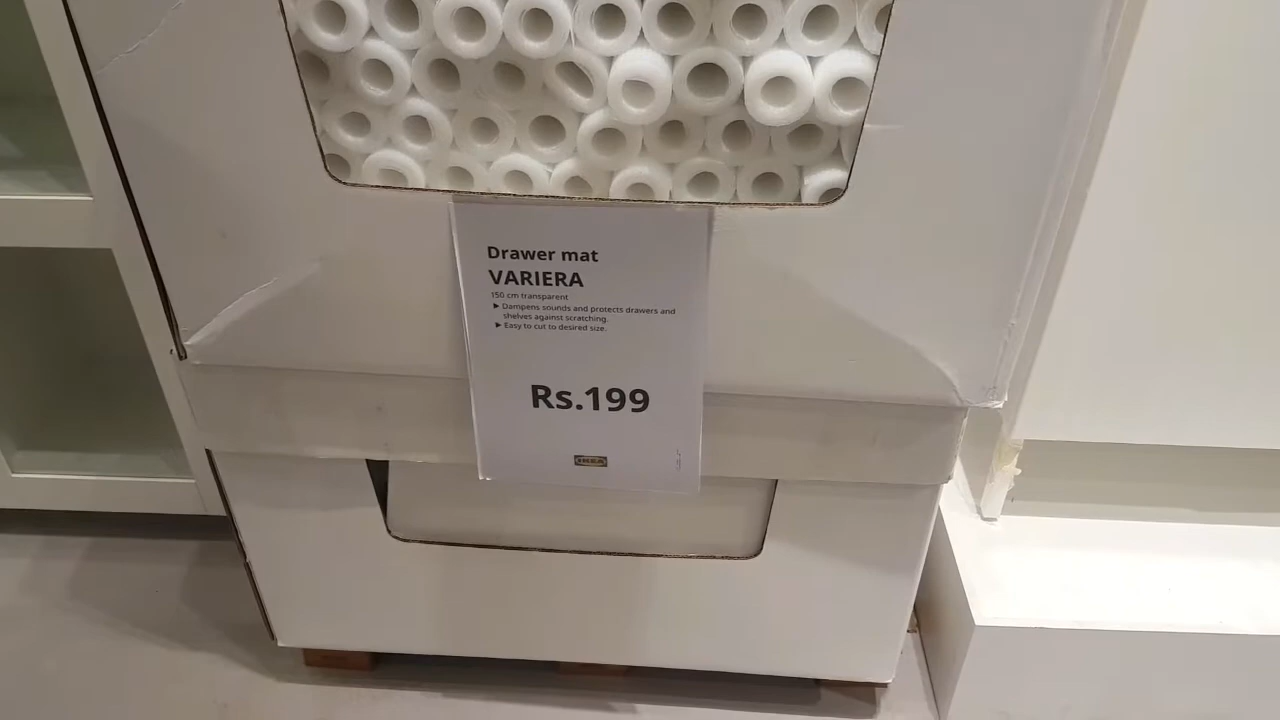 Drawer mat
VARIERA
150 cm transparent
▶ Dampens sounds and protects drawers and
shelves against scratching.
▶ Easy to cut to desired size.
Rs.199
IKEA